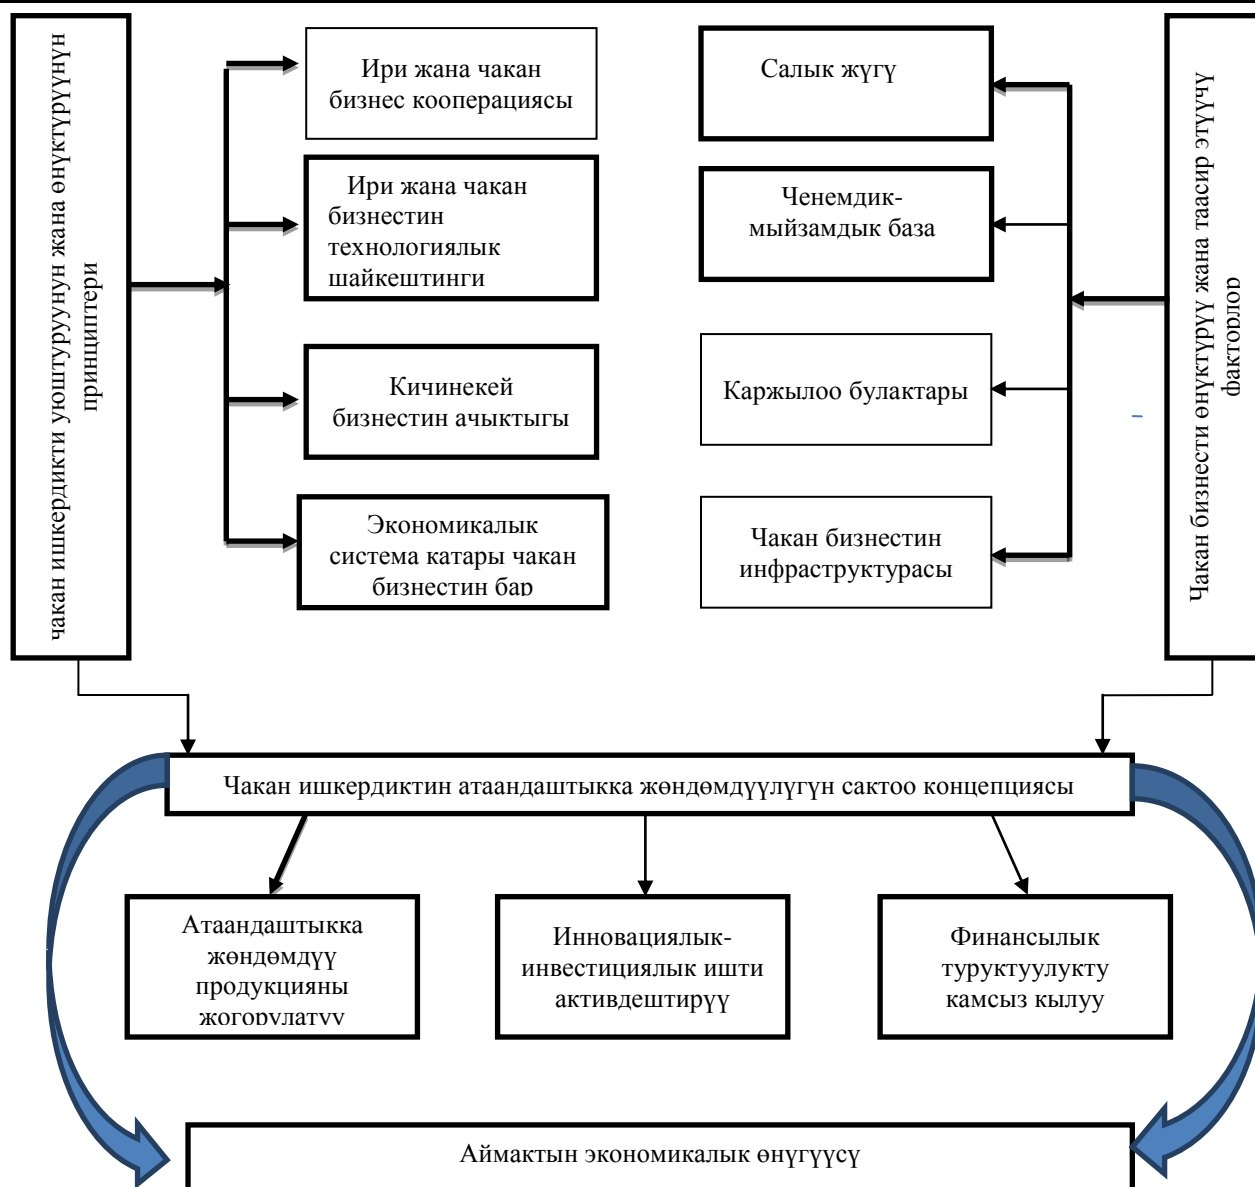 чакан ишкердикти уюштуруунун жана өнүктүрүүнүн
принциптери
Ири жана чакан
бизнес кооперациясы
Ири жана чакан
бизнестин
технологиялык
шайкештинги
Кичинекей
бизнестин ачыктыгы
Экономикалык
система катары чакан
бизнестин бар
Салык жүгү
Ченемдик-
мыйзамдык база
Каржылоо булактары
Чакан бизнестин
инфраструктурасы
Чакан бизнести өнүктүрүү жана таасир этүүчү
факторлор
Чакан ишкердиктин атаандаштыкка жөндөмдүүлүгүн сактоо концепциясы
Атаандаштыкка
жөндөмдүү
продукцияны
жогорулатуу
Инновациялык-
инвестициялык ишти
активдештирүү
Финансылык
туруктуулукту
камсыз кылуу
Аймактын экономикалык өнүгүүсү